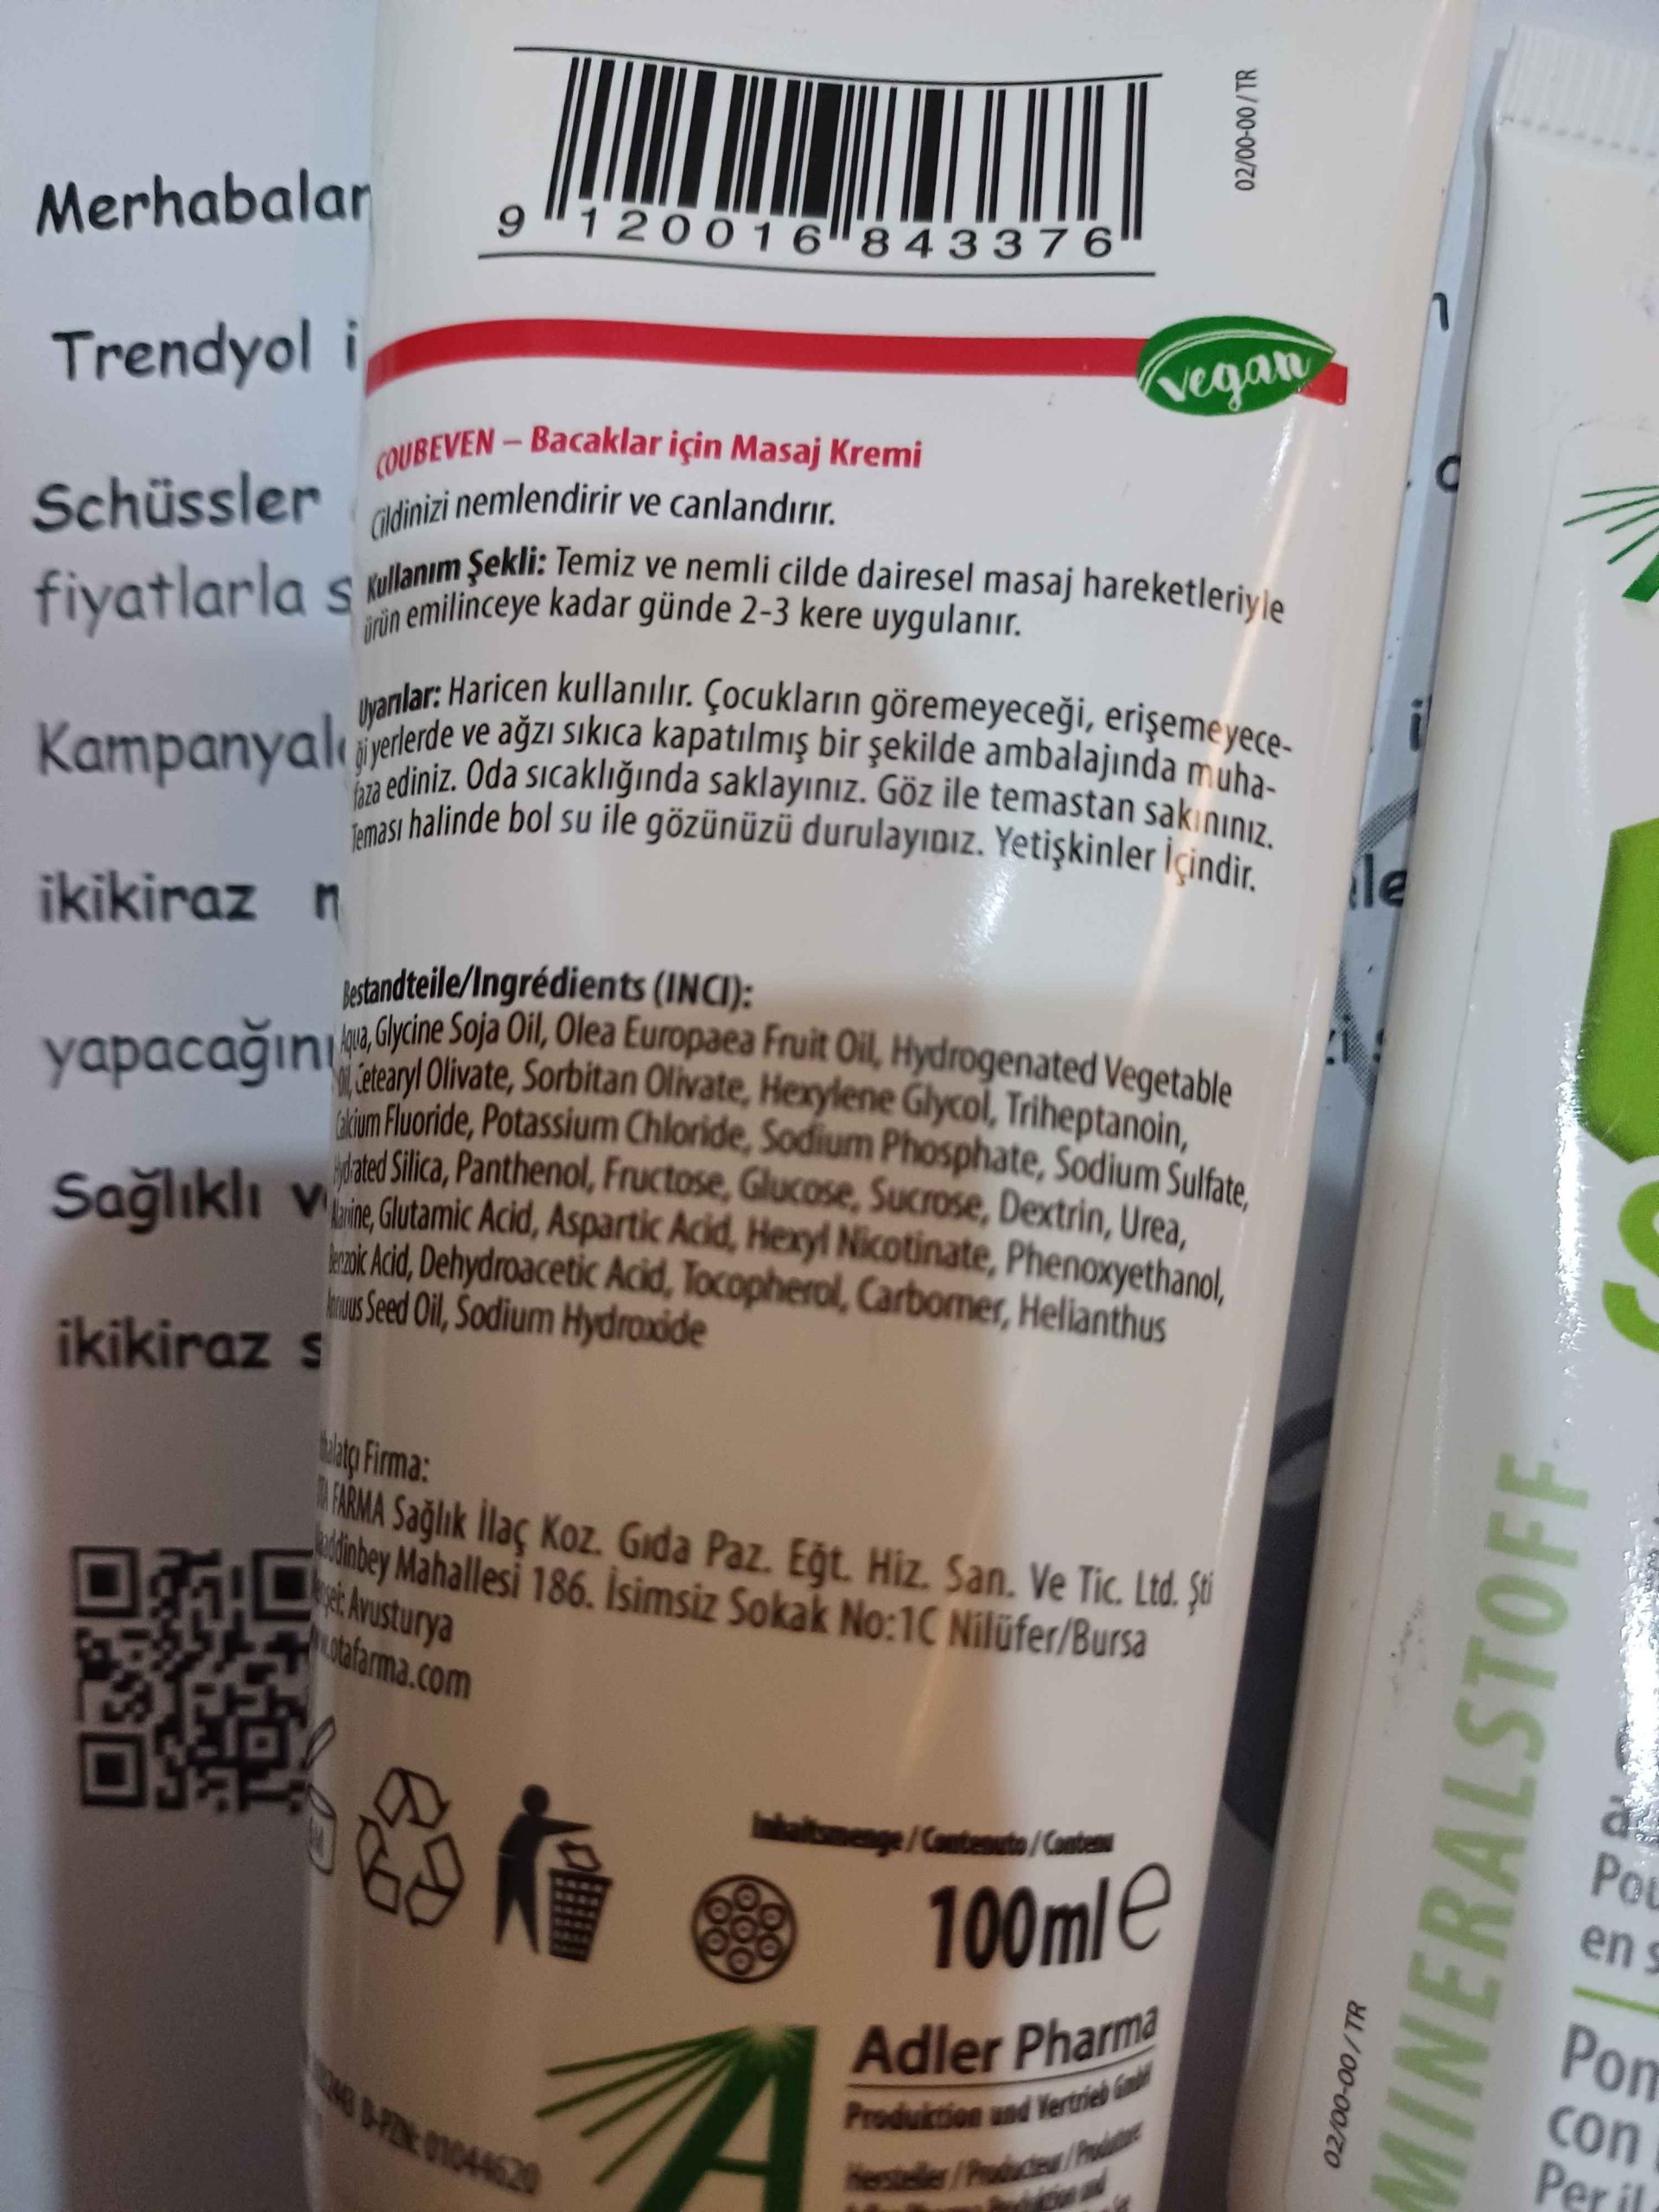 Merhabalar
Trendyol i
Schüssler
fiyatlarla s
Kampanyal
ikikiraz
yapacağın
Sağlıklı v
ikikiraz s
9 120016 843376
02/00-00/TR
vegan
COUBEVEN – Bacaklar için Masaj Kremi
Cildinizi nemlendirir ve canlandırır.
Kullanım Şekli: Temiz ve nemli cilde dairesel masaj hareketleriyle
ürün emilinceye kadar günde 2-3 kere uygulanır.
Uyarılar: Haricen kullanılır. Çocukların göremeyeceği, erişemeyece-
ği yerlerde ve ağzı sıkıca kapatılmış bir şekilde ambalajında muha-
faza ediniz. Oda sıcaklığında saklayınız. Göz ile temastan sakınınız.
Teması halinde bol su ile gözünüzü durulayınız. Yetişkinler İçindir.
Bestandteile/Ingrédients (INCI):
Aqua, Glycine Soja Oil, Olea Europaea Fruit Oil, Hydrogenated Vegetable
Oil, Cetearyl Olivate, Sorbitan Olivate, Hexylene Glycol, Triheptanoin,
Calcium Fluoride, Potassium Chloride, Sodium Phosphate, Sodium Sulfate,
Hydrated Silica, Panthenol, Fructose, Glucose, Sucrose, Dextrin, Urea,
Alanine, Glutamic Acid, Aspartic Acid, Hexyl Nicotinate, Phenoxyethanol,
Benzoic Acid, Dehydroacetic Acid, Tocopherol, Carbomer, Helianthus
Annuus Seed Oil, Sodium Hydroxide
Firma:
FARMA Sağlık İlaç Koz. Gıda Paz. Eğt. Hiz. San. Ve Tic. Ltd. Şti
Mahallesi 186. İsimsiz Sokak No:1C Nilüfer/Bursa
Avusturya
otafarma.com
Inhaltsmenge / Contenuto / Contenu
100ml e
Adler Pharma
Produktion und Vertrieb GmbH
Hersteller / Producteur / Produttore
D-PZN: 01044620
MINERALSTOFF
02/00-00/TR
en s
con
Per il